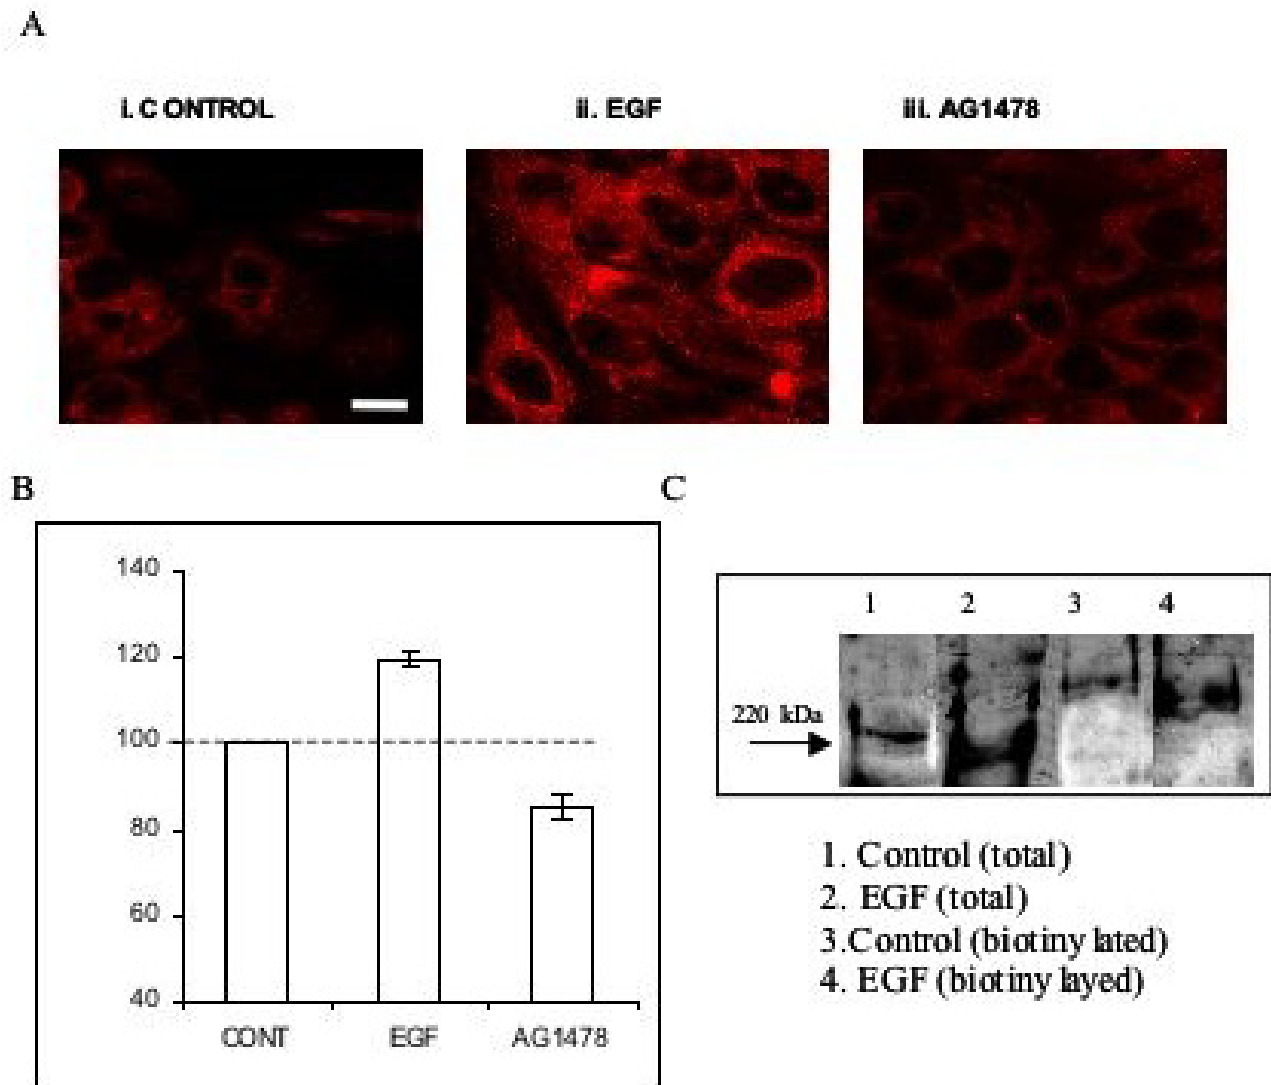 A
i. C ONTROL
ii. EGF
iii. AG1478
B
140
120
100
80
60
40
CONT
EGF
AG1478
C
1 2 3 4
220 kDa
1. Control (total)
2. EGF (total)
3.Control (biotiny lated)
4. EGF (biotiny layed)